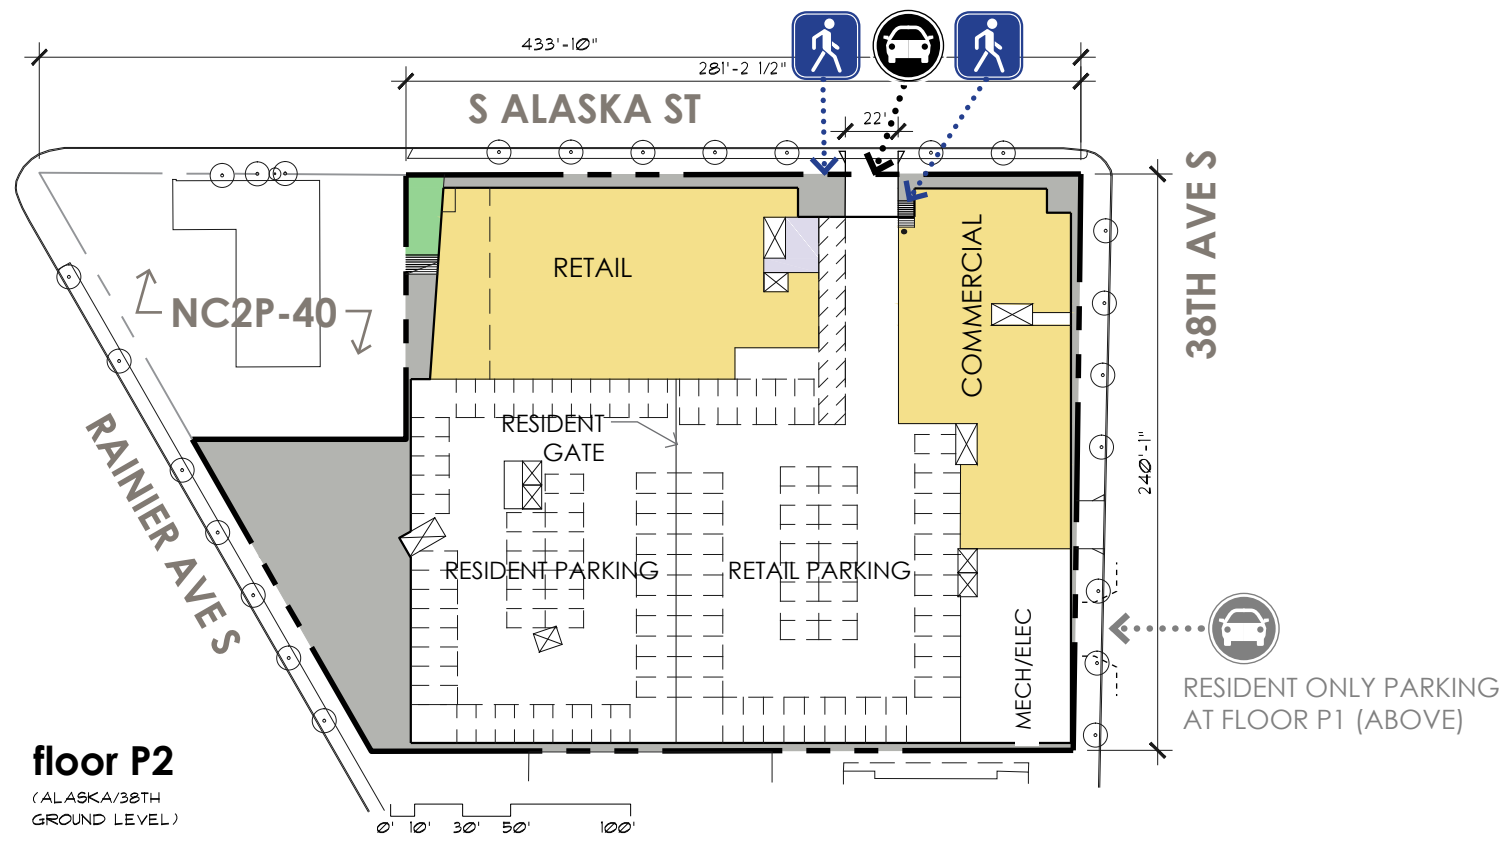 433'-10"
281'-2 1/2"
S ALASKA ST
22'
38TH AVE S
RETAIL
COMMERCIAL
NC2P-40
RESIDENT
GATE
240'-1"
RAINIER AVE S
RESIDENT PARKING
RETAIL PARKING
MECH/ELEC
RESIDENT ONLY PARKING
AT FLOOR P1 (ABOVE)
floor P2
(ALASKA/38TH
GROUND LEVEL)
0' 10' 30' 50' 100'